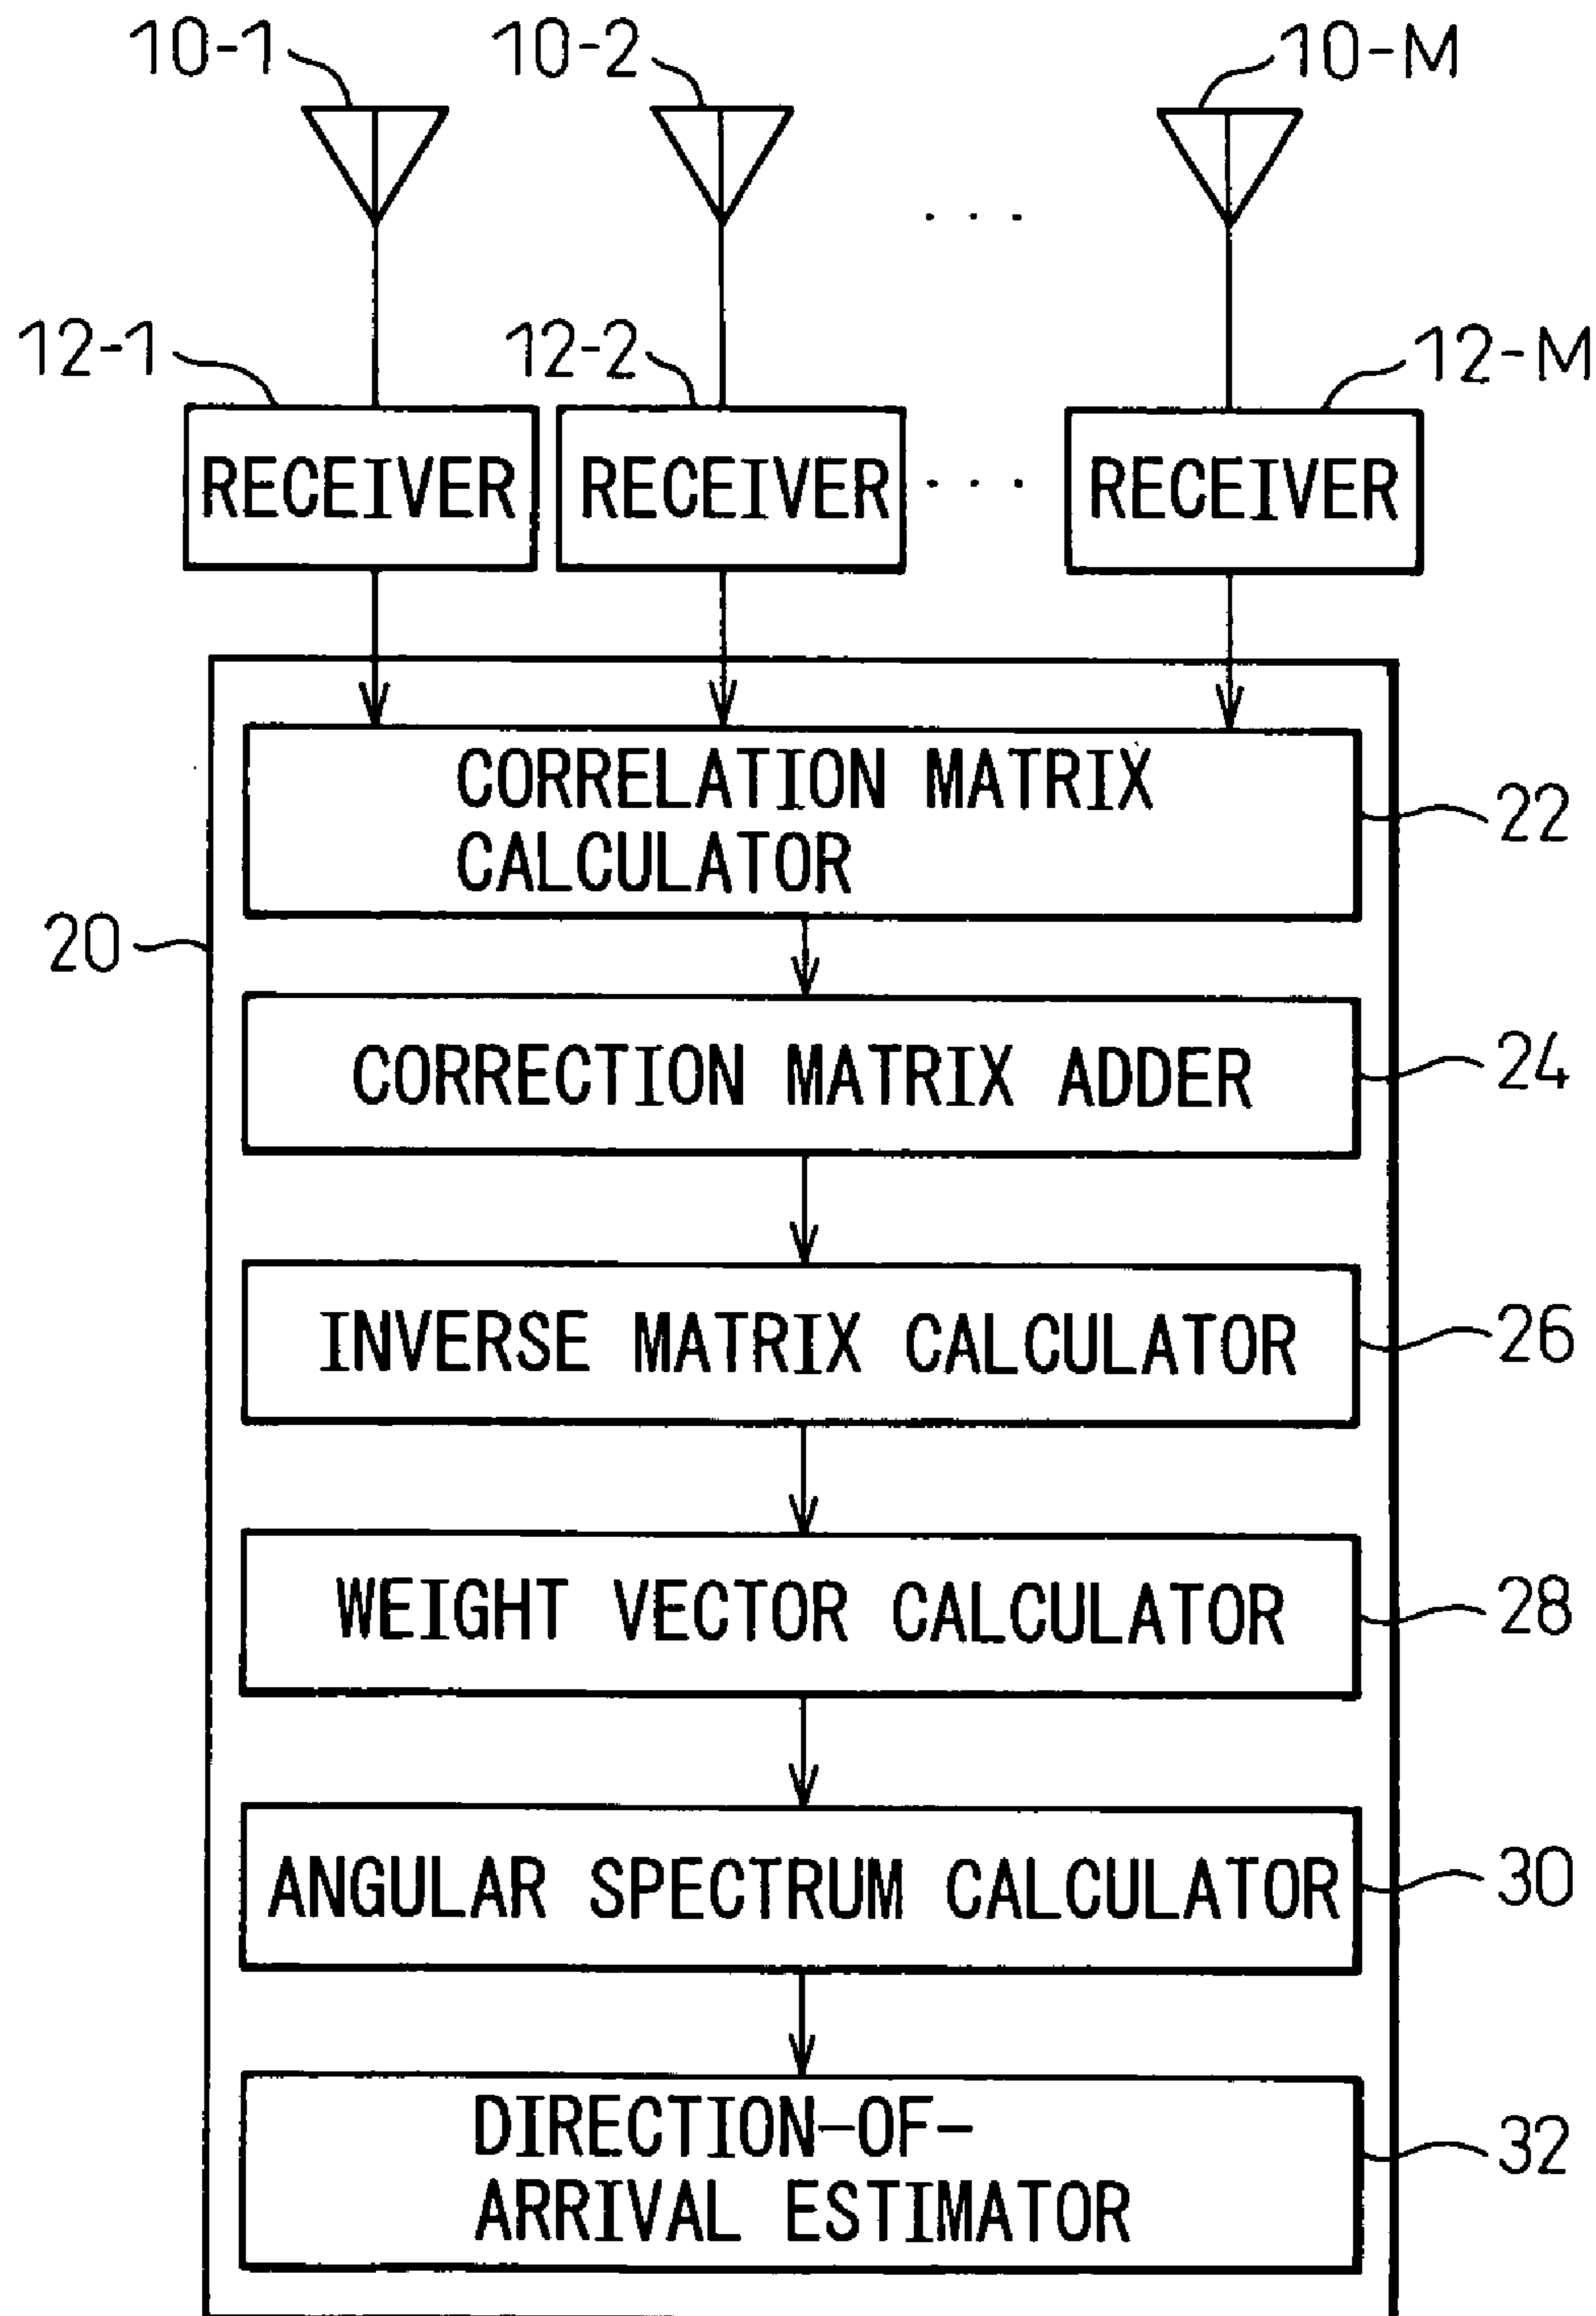 10-1 10-2 10-M
12-1 12-2 12-M
RECEIVER RECEIVER ... RECEIVER
CORRELATION MATRIX
CALCULATOR
22
20
CORRECTION MATRIX ADDER
24
INVERSE MATRIX CALCULATOR
26
WEIGHT VECTOR CALCULATOR
28
ANGULAR SPECTRUM CALCULATOR
30
DIRECTION-OF-
ARRIVAL ESTIMATOR
32